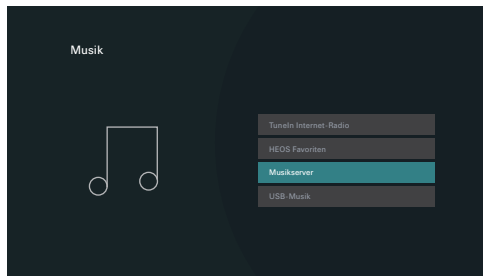 Musik
TuneIn Internet-Radio
HEOS Favoriten
Musikserver
USB-Musik